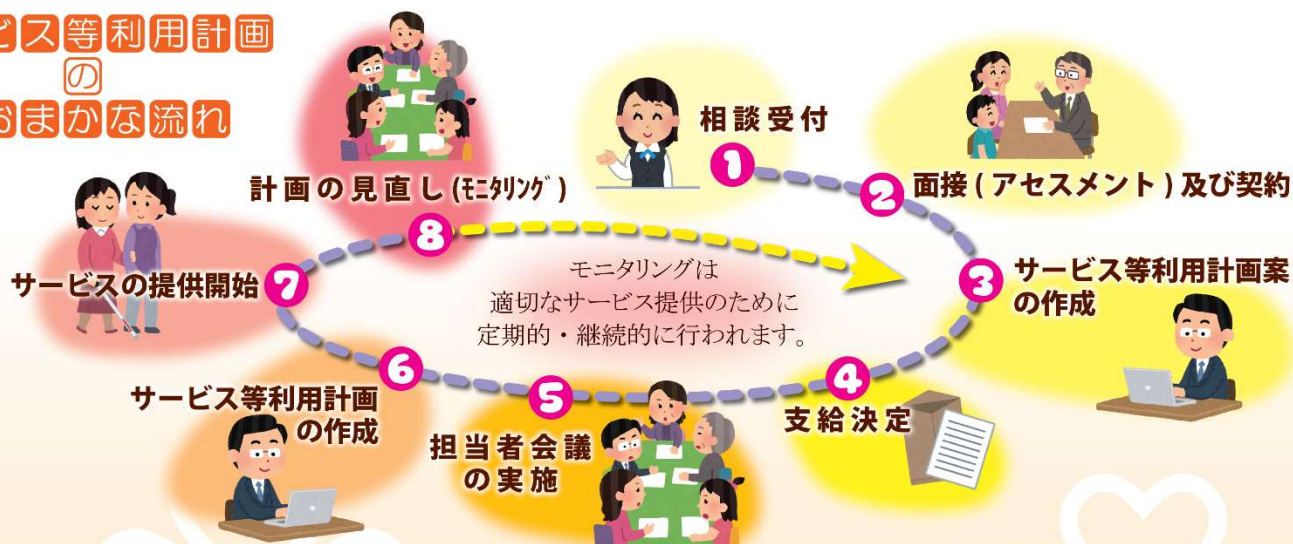 ビス等利用計画
の
おまかな流れ
1 相談受付
2 面接(アセスメント)及び契約
3 サービス等利用計画案
の作成
4 支給決定
5 担当者会議
の実施
6 サービス等利用計画
の作成
7 サービスの提供開始
8 計画の見直し(ﾓﾆﾀﾘﾝｸﾞ)
モニタリングは
適切なサービス提供のために
定期的・継続的に行われます。